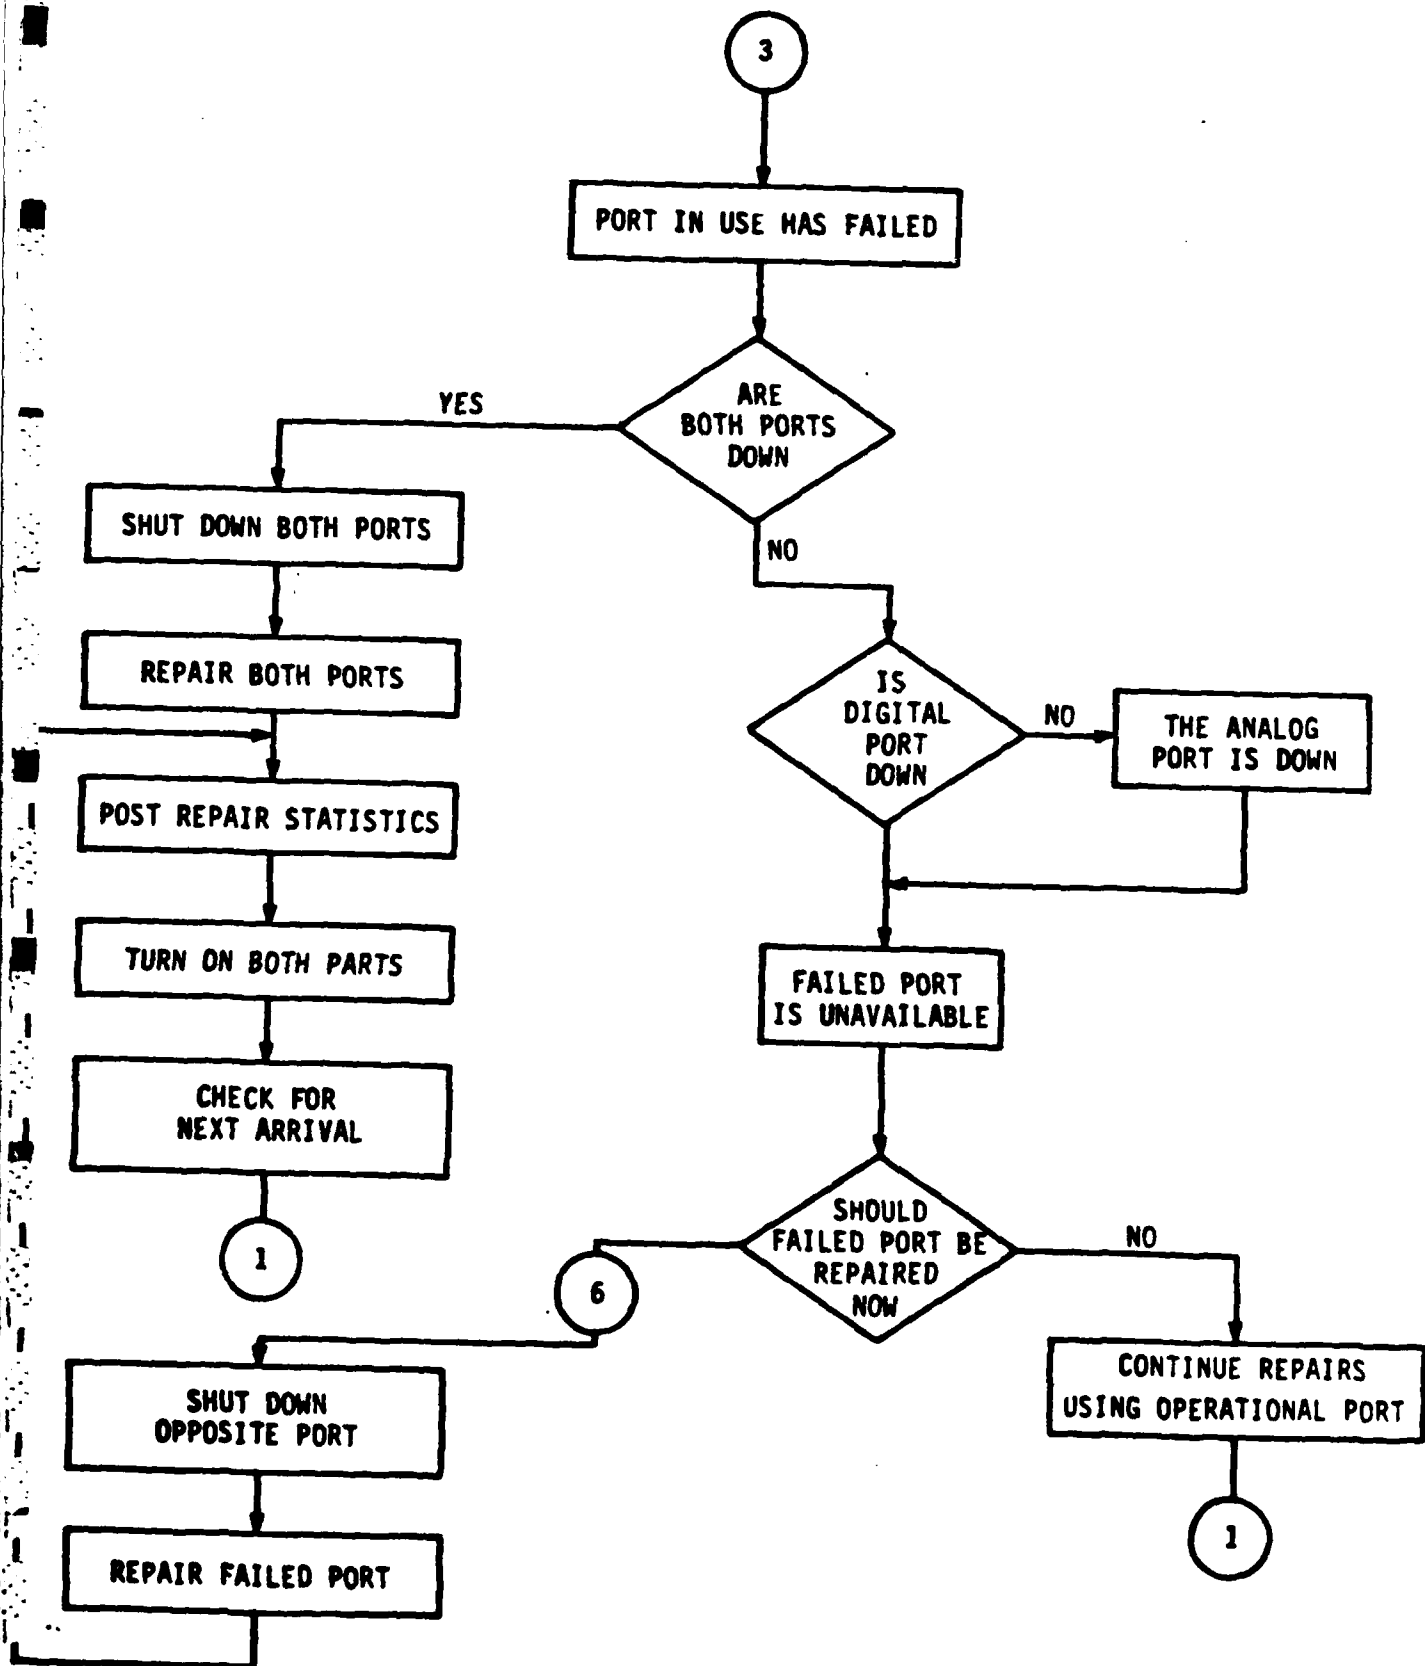 3
PORT IN USE HAS FAILED
ARE
BOTH PORTS
DOWN
YES
NO
SHUT DOWN BOTH PORTS
REPAIR BOTH PORTS
POST REPAIR STATISTICS
TURN ON BOTH PARTS
CHECK FOR
NEXT ARRIVAL
1
IS
DIGITAL
PORT
DOWN
NO
THE ANALOG
PORT IS DOWN
FAILED PORT
IS UNAVAILABLE
SHOULD
FAILED PORT BE
REPAIRED
NOW
NO
6
SHUT DOWN
OPPOSITE PORT
REPAIR FAILED PORT
CONTINUE REPAIRS
USING OPERATIONAL PORT
1